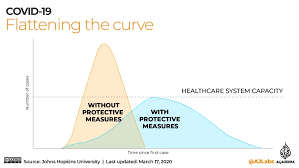 COVID-19
Flattening the curve
Number of cases
HEALTHCARE SYSTEM CAPACITY
WITHOUT
PROTECTIVE
MEASURES
WITH
PROTECTIVE
MEASURES
Time since first case
Source: Johns Hopkins University | Last updated: March 17, 2020
@AJLabs
ALJAZEERA